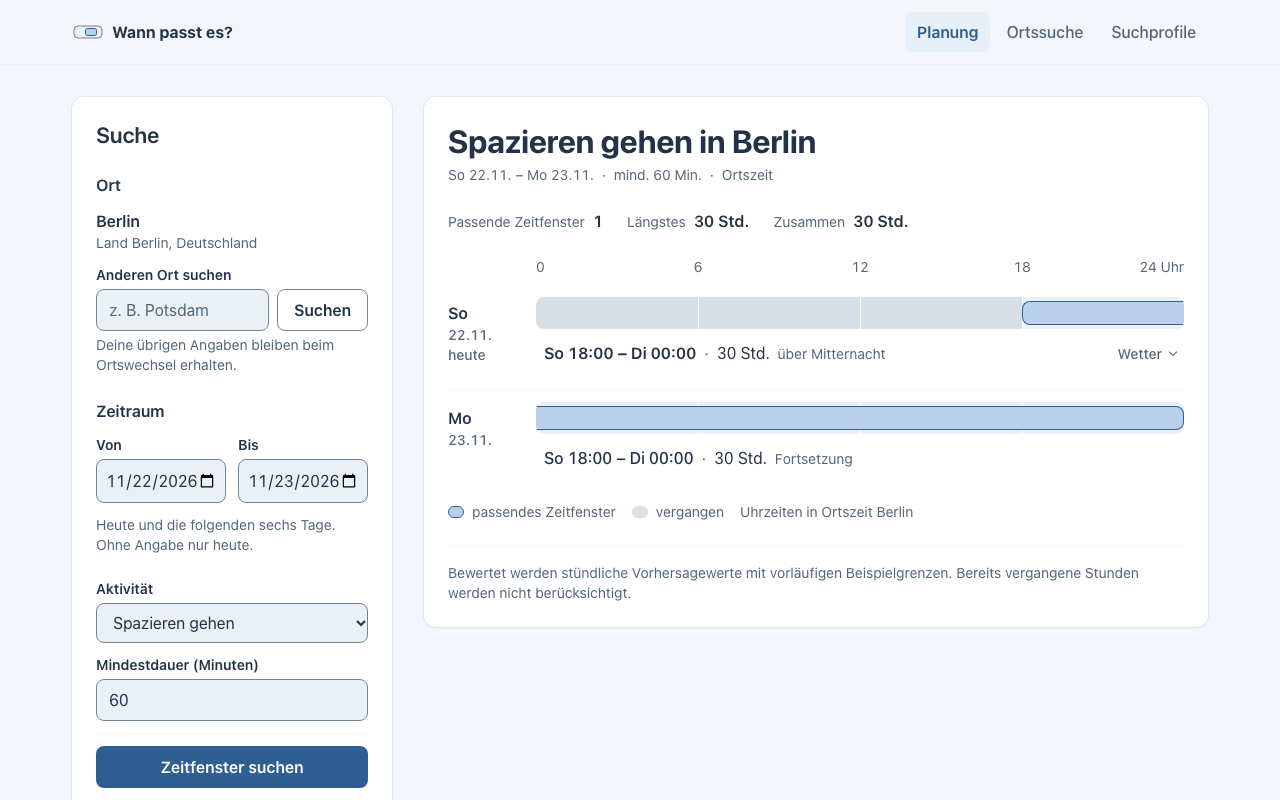 Wann passt es?
Planung
Ortssuche
Suchprofile
Suche
Ort
Berlin
Land Berlin, Deutschland
Anderen Ort suchen
z. B. Potsdam
Suchen
Deine übrigen Angaben bleiben beim
Ortswechsel erhalten.
Zeitraum
Von
Bis
11/22/2026
11/23/2026
Heute und die folgenden sechs Tage.
Ohne Angabe nur heute.
Aktivität
Spazieren gehen
Mindestdauer (Minuten)
60
Zeitfenster suchen
Spazieren gehen in Berlin
So 22.11. – Mo 23.11. · mind. 60 Min. · Ortszeit
Passende Zeitfenster 1 Längstes 30 Std. Zusammen 30 Std.
0 6 12 18 24 Uhr
So
22.11.
heute
So 18:00 – Di 00:00 · 30 Std. über Mitternacht
Wetter
Mo
23.11.
So 18:00 – Di 00:00 · 30 Std. Fortsetzung
passendes Zeitfenster vergangen Uhrzeiten in Ortszeit Berlin
Bewertet werden stündliche Vorhersagewerte mit vorläufigen Beispielgrenzen. Bereits vergangene Stunden
werden nicht berücksichtigt.